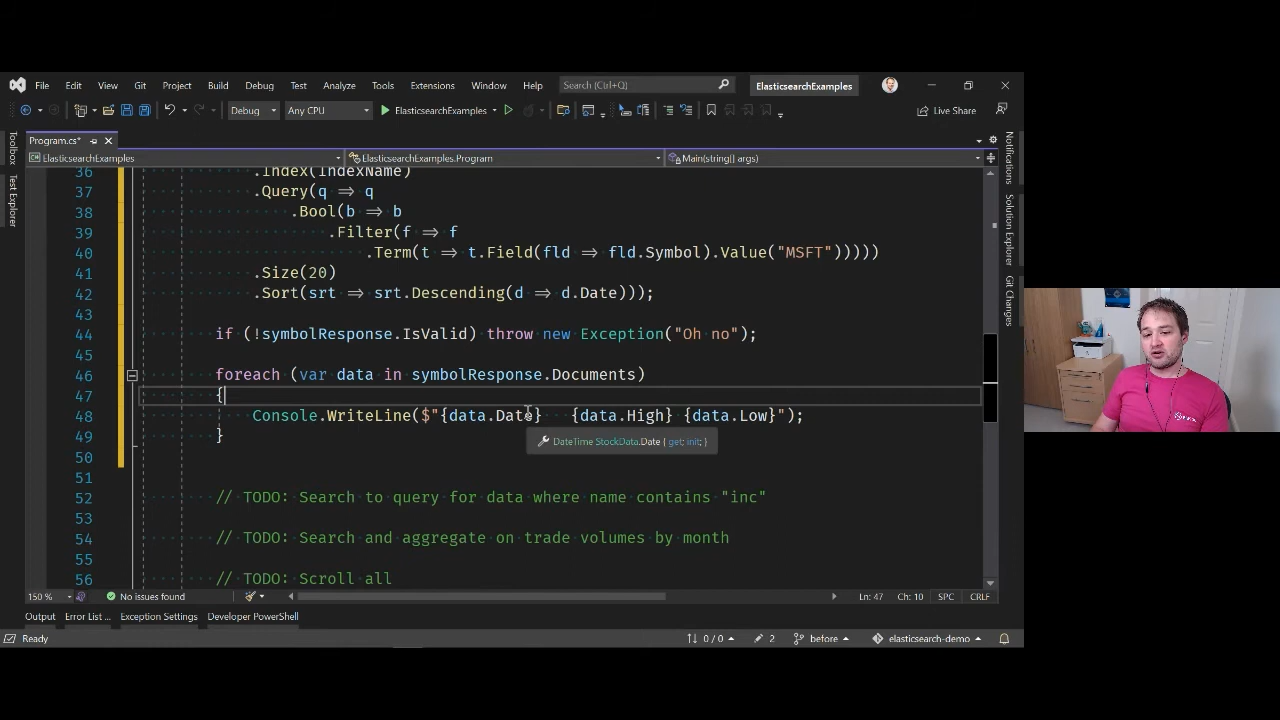 File Edit View Git Project Build Debug Test Analyze Tools Extensions Window Help Search (Ctrl+Q) ElasticsearchExamples
Debug Any CPU ElasticsearchExamples Live Share
Program.cs*
ElasticsearchExamples ElasticsearchExamples.Program Main(string[] args)
Toolbox
Test Explorer
Notifications
Solution Explorer
Git Changes
36 .Index(IndexName)
37 .Query(q => q
38 .Bool(b => b
39 .Filter(f => f
40 .Term(t => t.Field(fld => fld.Symbol).Value("MSFT")))))
41 .Size(20)
42 .Sort(srt => srt.Descending(d => d.Date)));
43
44 if (!symbolResponse.IsValid) throw new Exception("Oh no");
45
46 foreach (var data in symbolResponse.Documents)
47 {
48 Console.WriteLine($"{data.Date} {data.High} {data.Low}");
DateTime StockData.Date { get; init; }
49 }
50
51
52 // TODO: Search to query for data where name contains "inc"
53
54 // TODO: Search and aggregate on trade volumes by month
55
56 // TODO: Scroll all
150 % No issues found Ln: 47 Ch: 10 SPC CRLF
Output Error List ... Exception Settings Developer PowerShell
Ready 0 / 0 2 before elasticsearch-demo